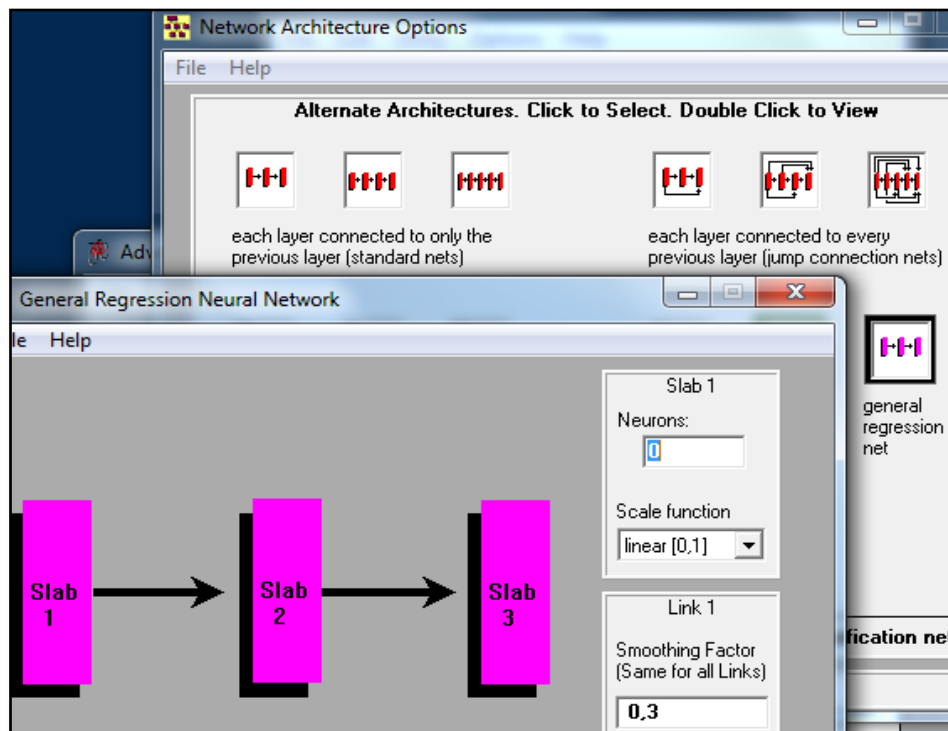 Network Architecture Options
File Help
Alternate Architectures. Click to Select. Double Click to View
each layer connected to only the
previous layer (standard nets)
each layer connected to every
previous layer (jump connection nets)
Adv
General Regression Neural Network
le Help
general
regression
net
Slab 1
Neurons:
0
Scale function
linear [0,1]
Slab
1
Slab
2
Slab
3
Link 1
Smoothing Factor
(Same for all Links)
0,3
fication ne